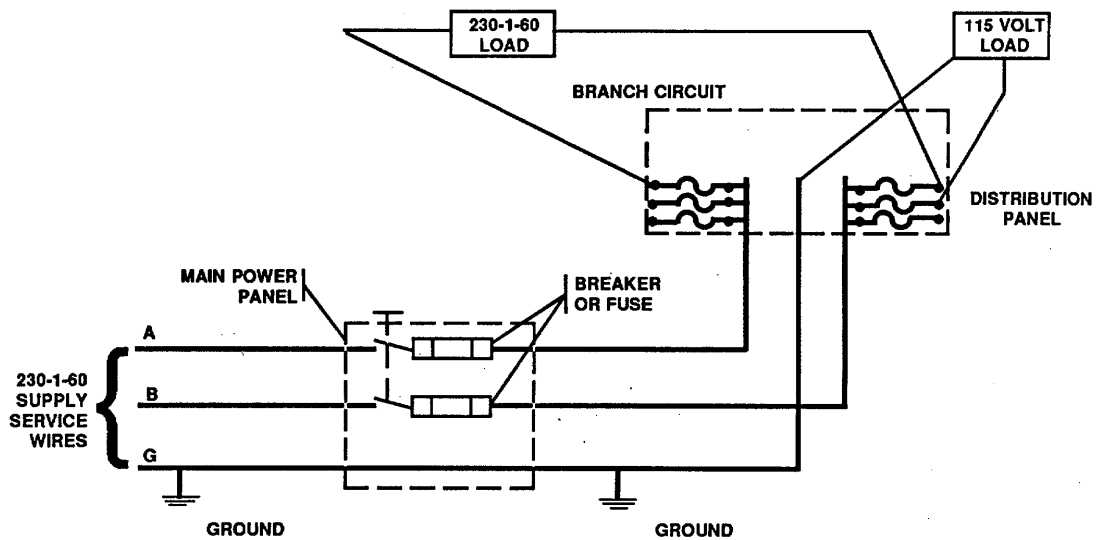 230-1-60
LOAD
115 VOLT
LOAD
BRANCH CIRCUIT
DISTRIBUTION
PANEL
MAIN POWER
PANEL
BREAKER
OR FUSE
A
230-1-60
SUPPLY
SERVICE
WIRES
B
G
GROUND
GROUND